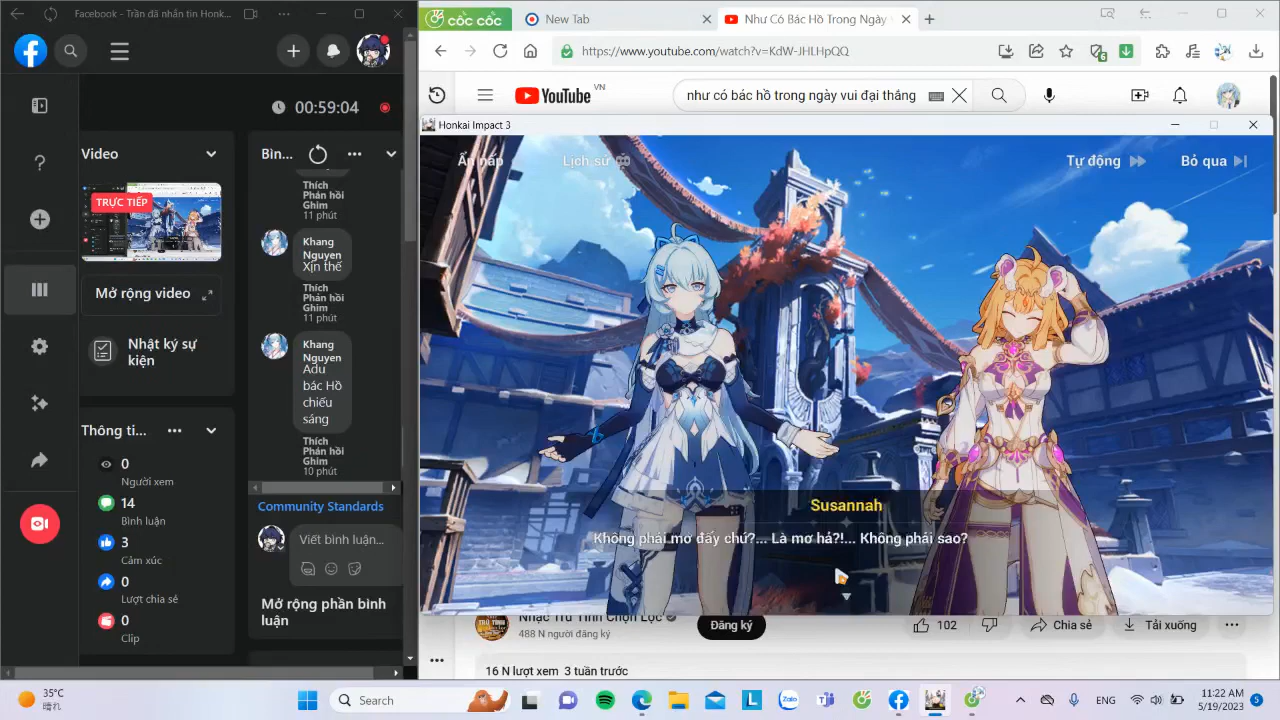 Facebook - Trần đã nhắn tin Honk...
00:59:04
Video
TRỰC TIẾP
Mở rộng video
Nhật ký sự
kiện
Thông ti...
0
Người xem
14
Bình luận
3
Cảm xúc
0
Lượt chia sẻ
0
Clip
Bìn...
Thích
Phản hồi
Ghim
11 phút
Khang
Nguyen
Xịn thế
Thích
Phản hồi
Ghim
11 phút
Khang
Nguyen
Adu
bác Hồ
chiếu
sáng
Thích
Phản hồi
Ghim
10 phút
Community Standards
Viết bình luận...
Mở rộng phần bình
luận
cốc cốc
New Tab
Như Có Bác Hồ Trong Ngày
https://www.youtube.com/watch?v=KdW-JHLHpQQ
6
YouTube
VN
như có bác hồ trong ngày vui đại thắng
Honkai Impact 3
Ẩn nấp
Lịch sử
Tự động
Bỏ qua
Susannah
Không phải mơ đấy chứ?... Là mơ hả?!... Không phải sao?
Nhạc Trữ Tình Chọn Lọc
488 N người đăng ký
Đăng ký
102
Chia sẻ
Tải xuống
16 N lượt xem 3 tuần trước
35°C
晴れ
Search
Zalo
ENG
11:22 AM
5/19/2023
5